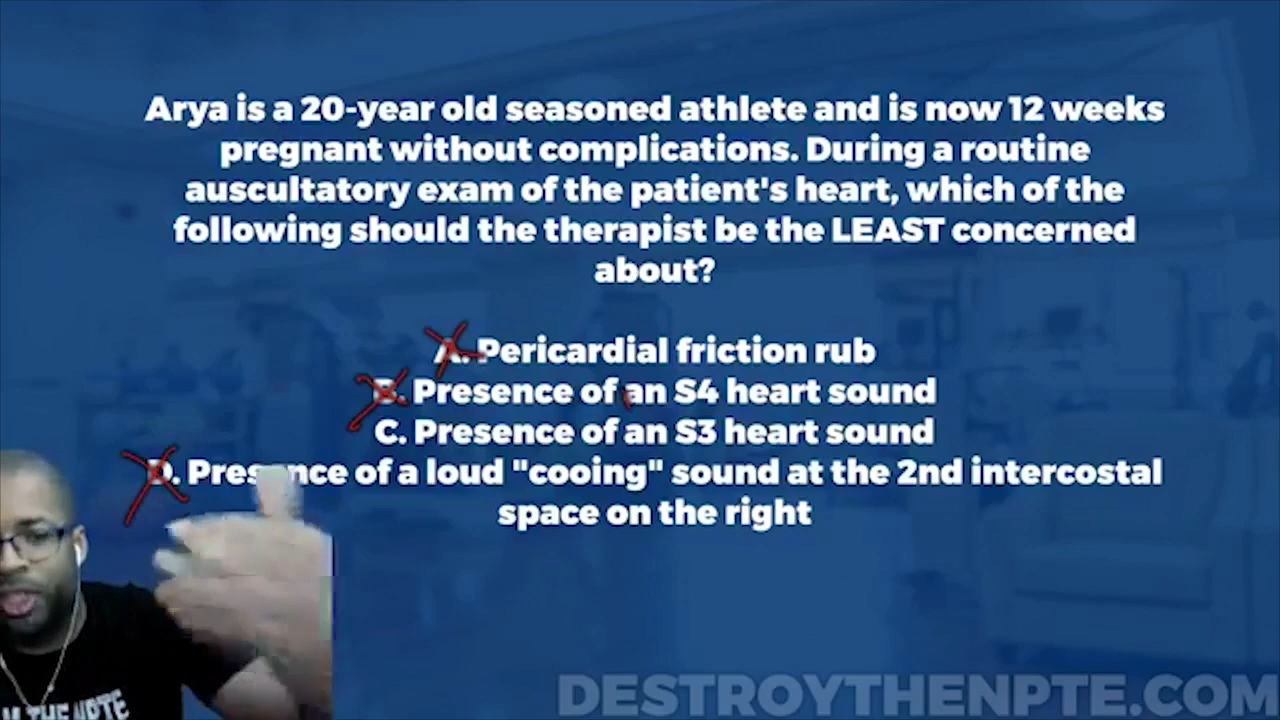 Arya is a 20-year old seasoned athlete and is now 12 weeks
pregnant without complications. During a routine
auscultatory exam of the patient's heart, which of the
following should the therapist be the LEAST concerned
about?
A. Pericardial friction rub
B. Presence of an S4 heart sound
C. Presence of an S3 heart sound
D. Presence of a loud "cooing" sound at the 2nd intercostal
space on the right
THE NPTE
DESTROYTHENPTE.COM